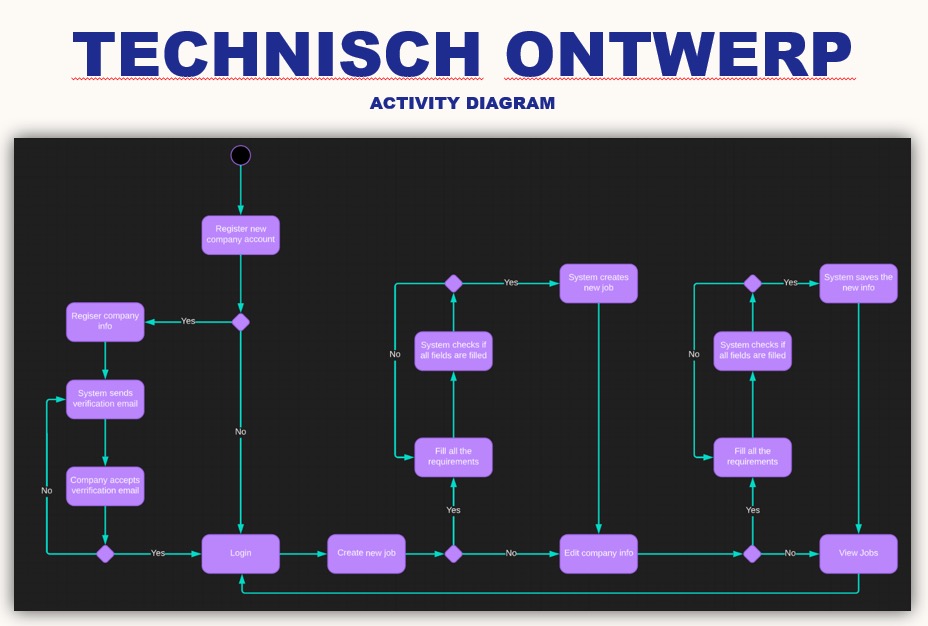 TECHNISCH ONTWERP
ACTIVITY DIAGRAM
Register new
company account
Yes
Regiser company
info
System sends
verification email
Company accepts
verrification email
No
Yes
No
Login
Create new job
Yes
No
Fill all the
requirements
System checks if
all fields are filled
No
Yes
System creates
new job
Edit company info
Yes
No
Fill all the
requirements
System checks if
all fields are filled
No
Yes
System saves the
new info
View Jobs